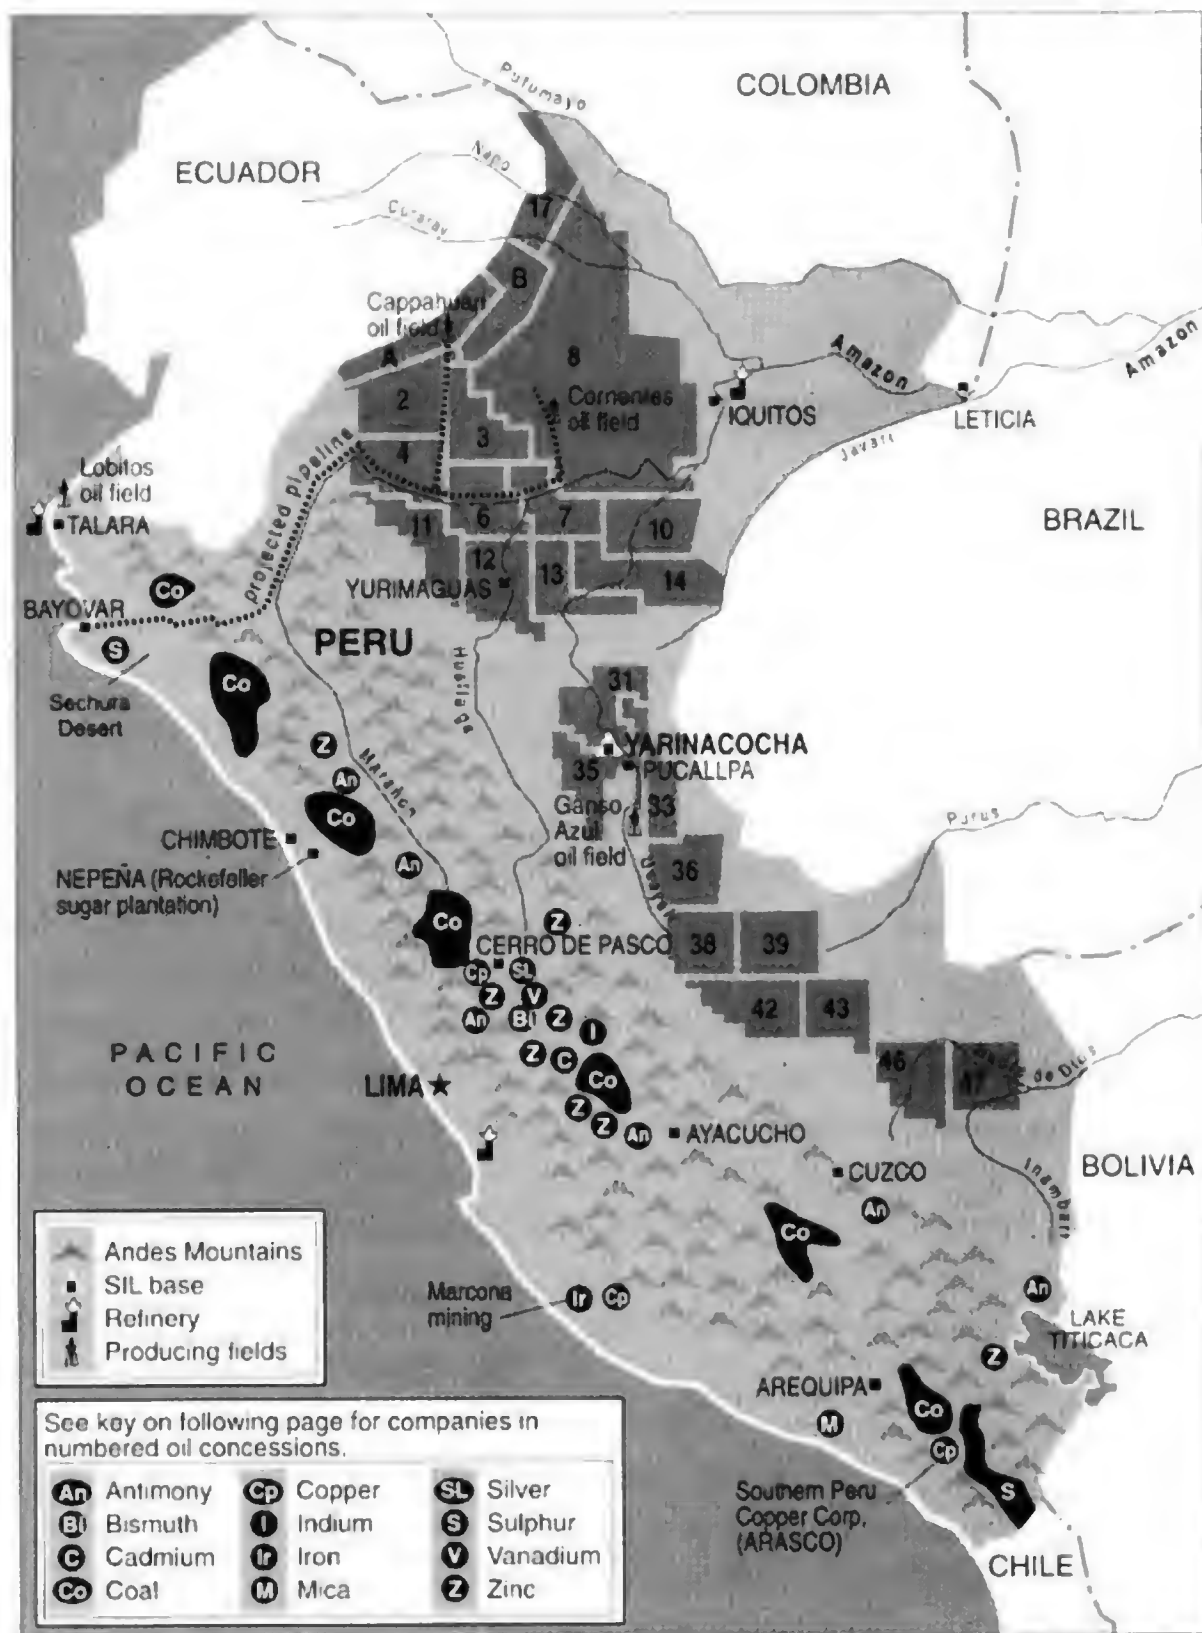 COLOMBIA
Putumayo
ECUADOR
Napo
Curaray
17
B
Cappahuari
oil field
A
8
Amazon
Amazon
2
Corrientes
oil field
IQUITOS
LETICIA
3
4
Javari
projected pipeline
Lobitos
oil field
TALARA
BRAZIL
11
6
7
10
12
13
14
YURIMAGUAS
Co
BAYOVAR
PERU
S
Sechura
Desert
Co
Huallaga
31
YARINACOCHA
PUCALLPA
35
33
Ganso
Azul
oil field
Z
An
Marañon
Co
CHIMBOTE
NEPEÑA (Rockefeller
sugar plantation)
An
Purus
36
Co
Z
CERRO DE PASCO
38
39
Cp
SL
Z
V
An
BI
Z
I
42
43
PACIFIC
OCEAN
Z
C
Co
46
47
de Dios
LIMA
Z
Z
An
AYACUCHO
CUZCO
BOLIVIA
Inambari
An
Co
Andes Mountains
SIL base
Refinery
Producing fields
Marcona
mining
Ir
Cp
An
LAKE
TITICACA
Z
AREQUIPA
Co
M
Cp
S
Southern Peru
Copper Corp.
(ARASCO)
CHILE
See key on following page for companies in
numbered oil concessions.
An Antimony
BI Bismuth
C Cadmium
Co Coal
Cp Copper
I Indium
Ir Iron
M Mica
SL Silver
S Sulphur
V Vanadium
Z Zinc